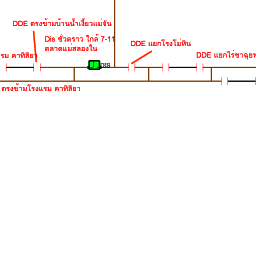 DDE ตรงข้ามบ้านน้ำเงี้ยวแม่จัน
Dis ชั่วคราว ใกล้ 7-11
ตลาดแม่สลองใน
DDE แยกโรงโม่หิน
รม คาทิลิยา
DDE แยกไร่ชาฉุย
DIS
ตรงข้ามโรงแรม คาทิลิยา